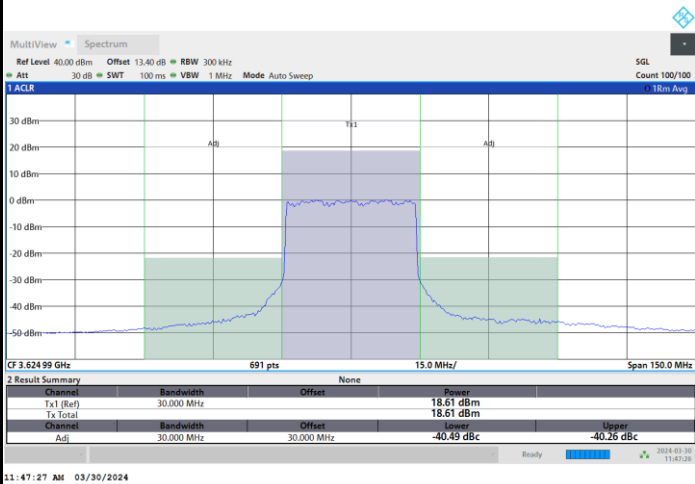 MultiView Spectrum
Ref Level 40.00 dBm Offset 13.40 dB RBW 300 kHz SGL
Att 30 dB SWT 100 ms VBW 1 MHz Mode Auto Sweep Count 100/100
1 ACLR 1Rm Avg
30 dBm
Tx1
20 dBm
Adj Adj
10 dBm
0 dBm
-10 dBm
-20 dBm
-30 dBm
-40 dBm
-50 dBm
CF 3.624 99 GHz 691 pts 15.0 MHz/ Span 150.0 MHz
2 Result Summary None
Channel Bandwidth Offset Power
Tx1 (Ref) 30.000 MHz 18.61 dBm
Tx Total 18.61 dBm
Channel Bandwidth Offset Lower Upper
Adj 30.000 MHz 30.000 MHz -40.49 dBc -40.26 dBc
Ready 2024-03-30
11:47:28
11:47:27 AM 03/30/2024